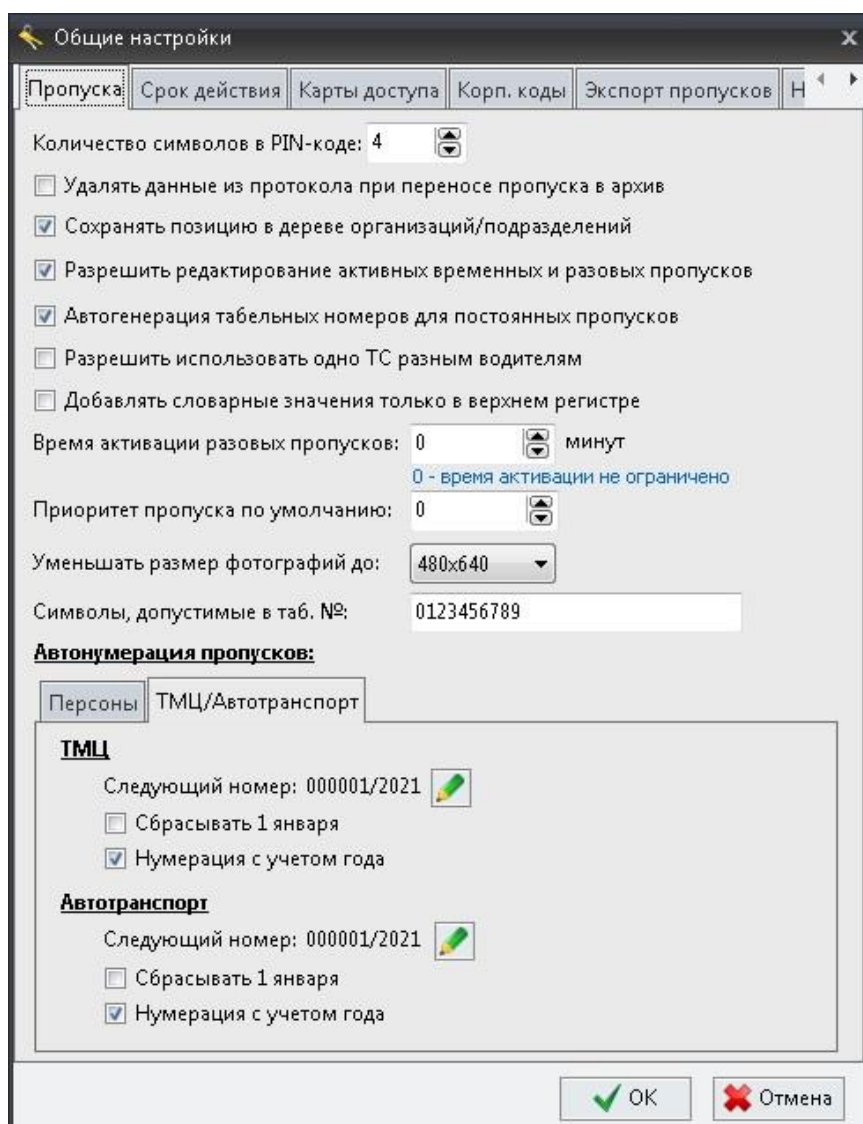 Общие настройки
Пропуска Срок действия Карты доступа Корп. коды Экспорт пропусков Н
Количество символов в PIN-коде: 4
Удалять данные из протокола при переносе пропуска в архив
Сохранять позицию в дереве организаций/подразделений
Разрешить редактирование активных временных и разовых пропусков
Автогенерация табельных номеров для постоянных пропусков
Разрешить использовать одно ТС разным водителям
Добавлять словарные значения только в верхнем регистре
Время активации разовых пропусков: 0 минут
0 - время активации не ограничено
Приоритет пропуска по умолчанию: 0
Уменьшать размер фотографий до: 480x640
Символы, допустимые в таб. №: 0123456789
Автонумерация пропусков:
Персоны ТМЦ/Автотранспорт
ТМЦ
Следующий номер: 000001/2021
Сбрасывать 1 января
Нумерация с учетом года
Автотранспорт
Следующий номер: 000001/2021
Сбрасывать 1 января
Нумерация с учетом года
OK Отмена